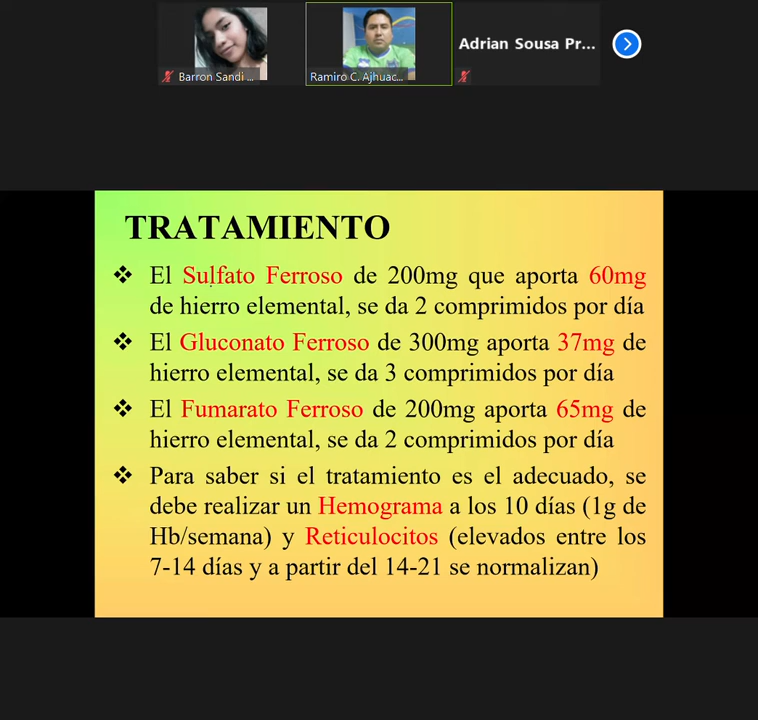 Barron Sandi ...
Ramiro C. Ajhuac...
Adrian Sousa Pr...
TRATAMIENTO
❖ El Sulfato Ferroso de 200mg que aporta 60mg
de hierro elemental, se da 2 comprimidos por día
❖ El Gluconato Ferroso de 300mg aporta 37mg de
hierro elemental, se da 3 comprimidos por día
❖ El Fumarato Ferroso de 200mg aporta 65mg de
hierro elemental, se da 2 comprimidos por día
❖ Para saber si el tratamiento es el adecuado, se
debe realizar un Hemograma a los 10 días (1g de
Hb/semana) y Reticulocitos (elevados entre los
7-14 días y a partir del 14-21 se normalizan)